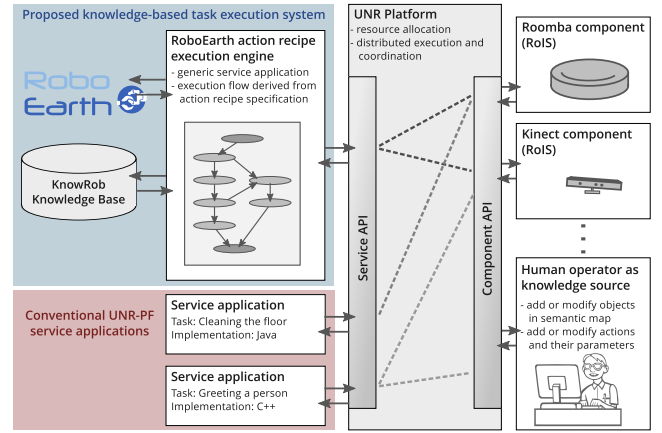 Proposed knowledge-based task execution system
RoboEarth action recipe
execution engine
- generic service application
- execution flow derived from
action recipe specification
Robo
Earth
KnowRob
Knowledge Base
Conventional UNR-PF
service applications
Service application
Task: Cleaning the floor
Implementation: Java
Service application
Task: Greeting a person
Implementation: C++
UNR Platform
- resource allocation
- distributed execution and
coordination
Service API
Component API
Roomba component
(RoIS)
Kinect component
(RoIS)
Human operator as
knowledge source
- add or modify objects
in semantic map
- add or modify actions
and their parameters